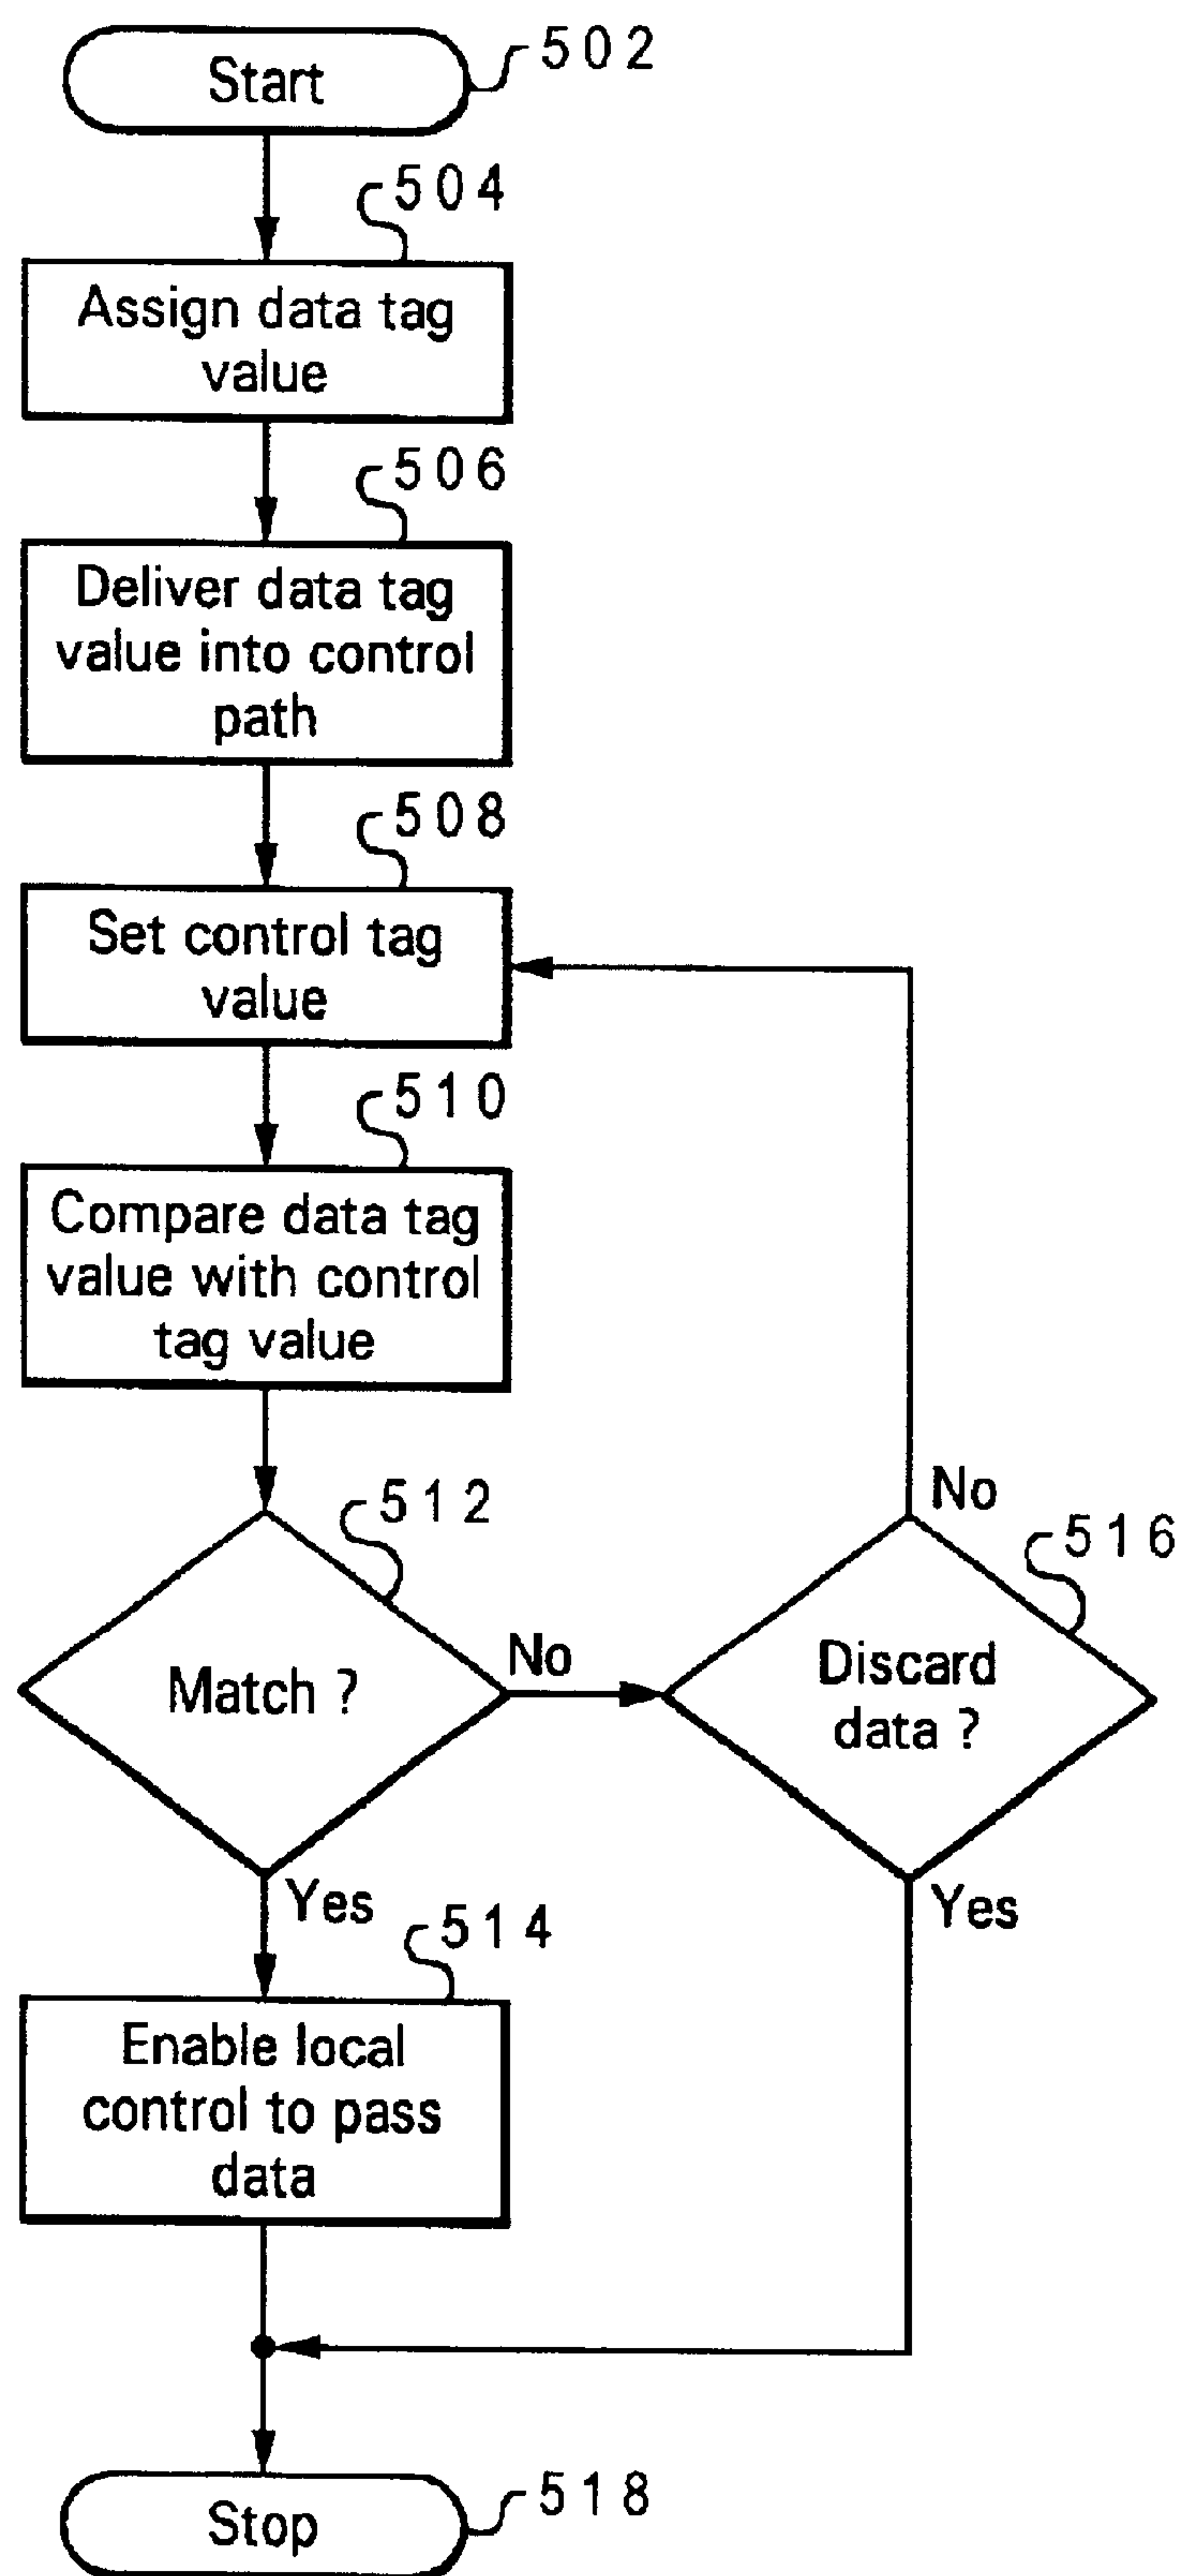 Start
502
504
Assign data tag
value
506
Deliver data tag
value into control
path
508
Set control tag
value
510
Compare data tag
value with control
tag value
512
Match ?
No
Yes
516
No
Discard
data ?
Yes
514
Enable local
control to pass
data
Stop
518